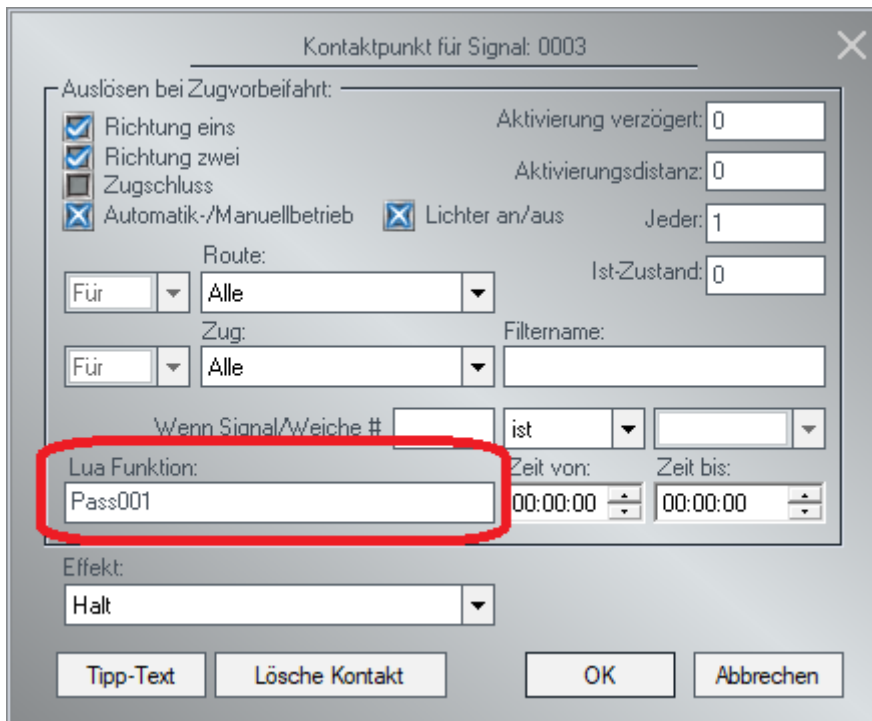 Kontaktpunkt für Signal: 0003
Auslösen bei Zugvorbeifahrt:
Richtung eins
Richtung zwei
Zugschluss
Automatik-/Manuellbetrieb
Lichter an/aus
Aktivierung verzögert: 0
Aktivierungsdistanz: 0
Jeder: 1
Ist-Zustand: 0
Route:
Für Alle
Zug:
Für Alle
Filtername:
Wenn Signal/Weiche # ist
Lua Funktion:
Pass001
Zeit von: Zeit bis:
00:00:00 00:00:00
Effekt:
Halt
Tipp-Text Lösche Kontakt OK Abbrechen